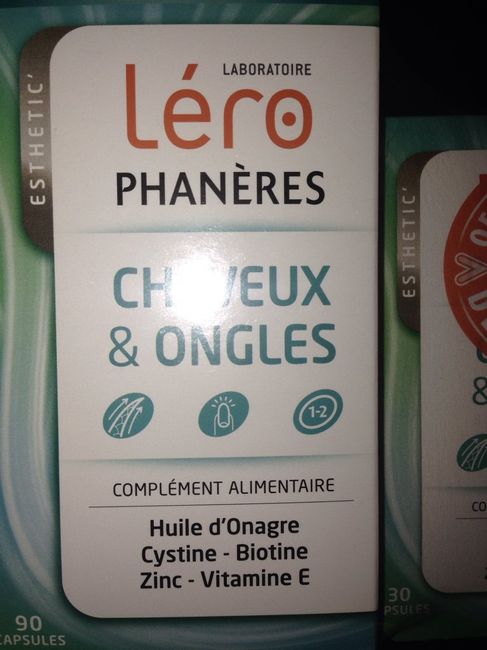 ESTHETIC'
LABORATOIRE
Léro
PHANÈRES
CHEVEUX
& ONGLES
1-2
COMPLÉMENT ALIMENTAIRE
Huile d'Onagre
Cystine - Biotine
Zinc - Vitamine E
90
CAPSULES
ESTHETIC'
&
30